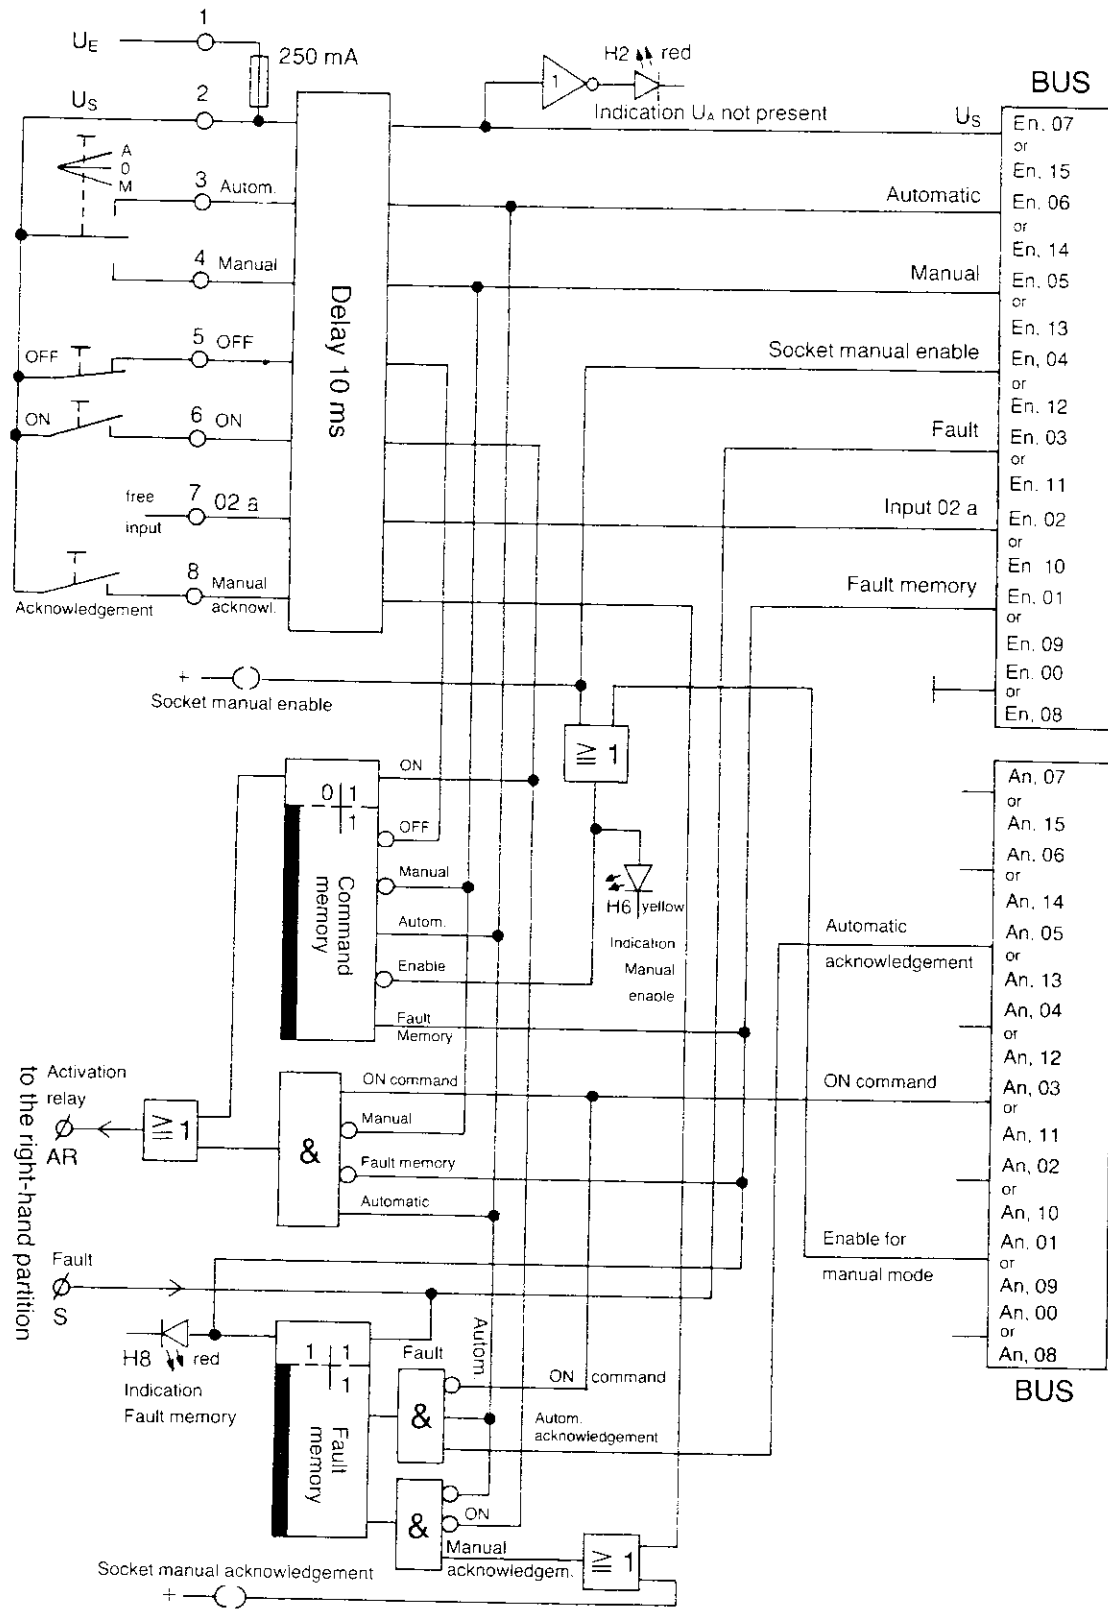 1
U_E
250 mA
H2 red
1
BUS
U_S
2
Indication U_A not present
U_S
En. 07
or
En, 15
A
0
M
3
Autom.
Automatic
En. 06
or
En, 14
4
Manual
Manual
En. 05
or
En, 13
5
OFF
OFF
Socket manual enable
En, 04
or
En, 12
6
ON
ON
Fault
En. 03
or
En, 11
7
free
input
02 a
Input 02 a
En, 02
or
En 10
8
Manual
acknowl.
Acknowledgement
Fault memory
En. 01
or
En, 09
En, 00
or
En, 08
Delay 10 ms
+
Socket manual enable
≧ 1
0 1
1
ON
OFF
Manual
Autom.
Enable
Fault
Memory
Command
memory
H6 yellow
Indication
Manual
enable
An, 07
or
An. 15
An. 06
or
An, 14
Automatic
acknowledgement
An, 05
or
An, 13
An, 04
or
An, 12
to the right-hand partition
Activation
relay
AR
≧ 1
&
ON command
Manual
Fault memory
Automatic
ON command
An, 03
or
An, 11
An, 02
or
An, 10
Enable for
manual mode
An. 01
or
An, 09
An, 00
or
An, 08
BUS
Fault
S
H8 red
Indication
Fault memory
1 1
1
Fault
memory
Fault
Autom.
&
ON command
Autom.
acknowledgement
&
ON
Manual
acknowledgem.
≧ 1
Socket manual acknowledgement
+